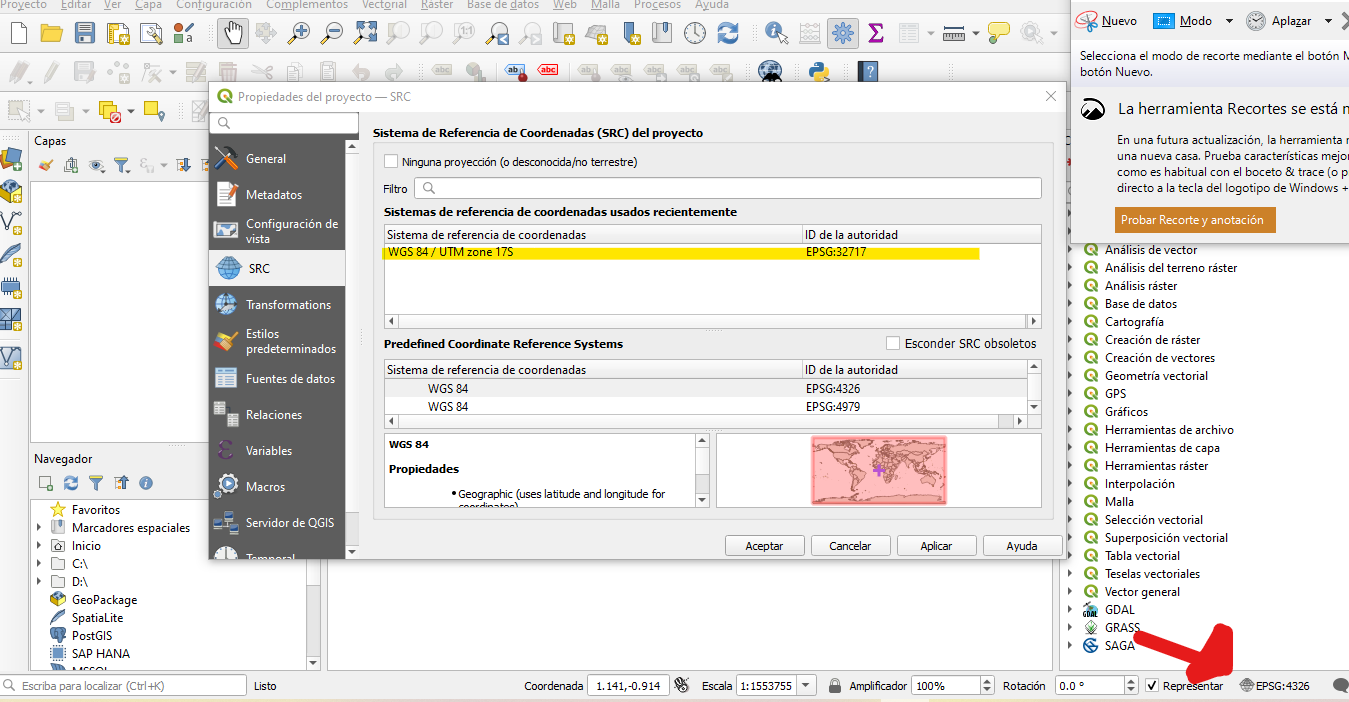 Proyecto Editar Ver Capa Configuración Complementos Vectorial Ráster Base de datos Web Malla Procesos Ayuda
Nuevo Modo Aplazar
Selecciona el modo de recorte mediante el botón M
botón Nuevo.
La herramienta Recortes se está m
En una futura actualización, la herramienta
una nueva casa. Prueba características mejo
como es habitual con el boceto & trace (o p
directo a la tecla del logotipo de Windows +
Probar Recorte y anotación
abc abc abc abc abc abc abc abc
Capas
Propiedades del proyecto — SRC
General
Metadatos
Configuración de
vista
SRC
Transformations
Estilos
predeterminados
Fuentes de datos
Relaciones
Variables
Macros
Servidor de QGIS
Temporal
Sistema de Referencia de Coordenadas (SRC) del proyecto
Ninguna proyección (o desconocida/no terrestre)
Filtro
Sistemas de referencia de coordenadas usados recientemente
Sistema de referencia de coordenadas ID de la autoridad
WGS 84 / UTM zone 17S EPSG:32717
Predefined Coordinate Reference Systems Esconder SRC obsoletos
Sistema de referencia de coordenadas ID de la autoridad
WGS 84 EPSG:4326
WGS 84 EPSG:4979
WGS 84
Propiedades
•Geographic (uses latitude and longitude for
coordinates)
Aceptar Cancelar Aplicar Ayuda
Navegador
Favoritos
Marcadores espaciales
Inicio
C:\
D:\
GeoPackage
SpatiaLite
PostGIS
SAP HANA
MSSQL
Análisis de vector
Análisis del terreno ráster
Análisis ráster
Base de datos
Cartografía
Creación de ráster
Creación de vectores
Geometría vectorial
GPS
Gráficos
Herramientas de archivo
Herramientas de capa
Herramientas ráster
Interpolación
Malla
Selección vectorial
Superposición vectorial
Tabla vectorial
Teselas vectoriales
Vector general
GDAL
GRASS
SAGA
Escriba para localizar (Ctrl+K) Listo Coordenada 1.141,-0.914 Escala 1:1553755 Amplificador 100% Rotación 0.0 ° Representar EPSG:4326